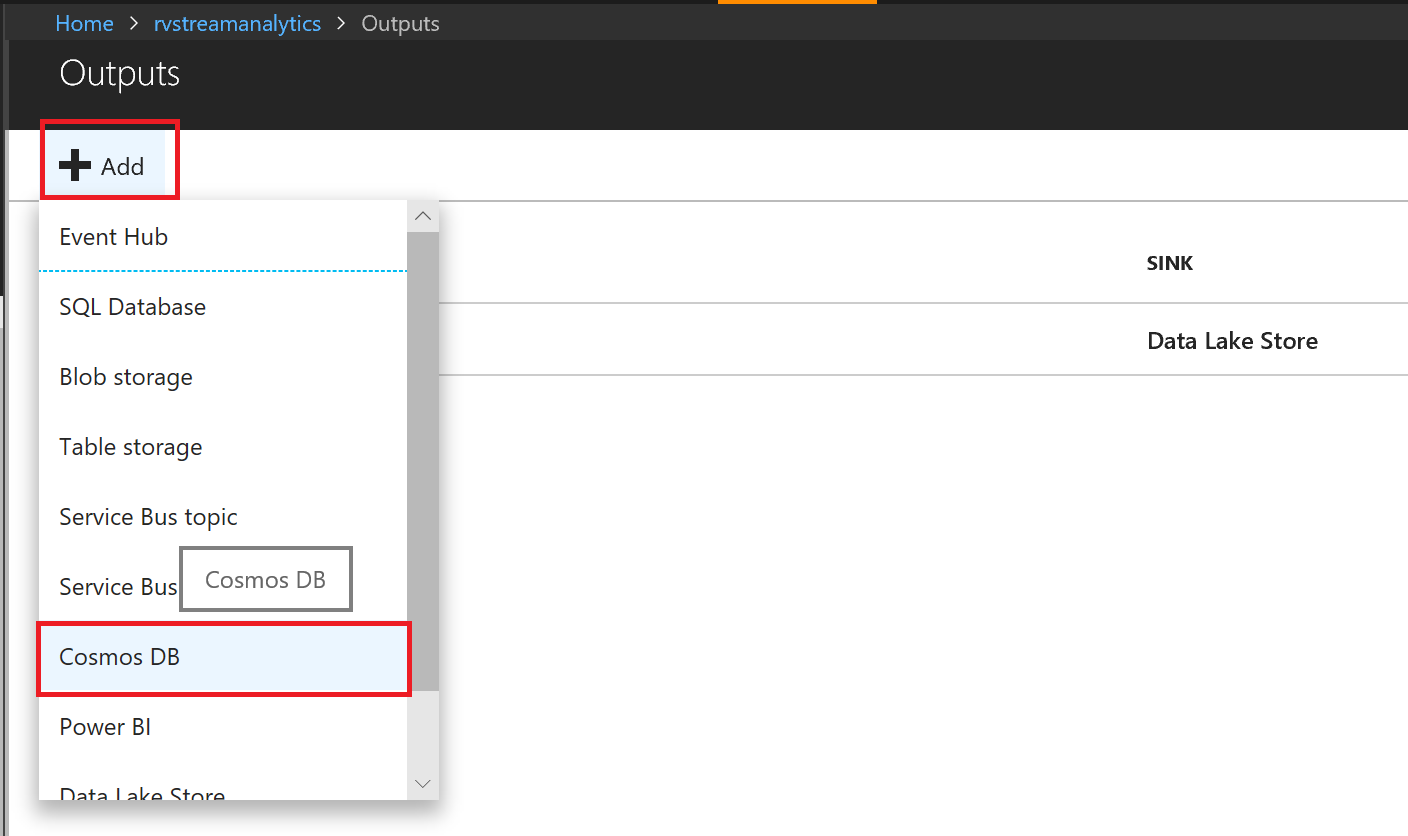 Home > rvstreamanalytics > Outputs
Outputs
Add
Event Hub
SINK
SQL Database
Data Lake Store
Blob storage
Table storage
Service Bus topic
Service Bus
Cosmos DB
Cosmos DB
Power BI
Data Lake Store